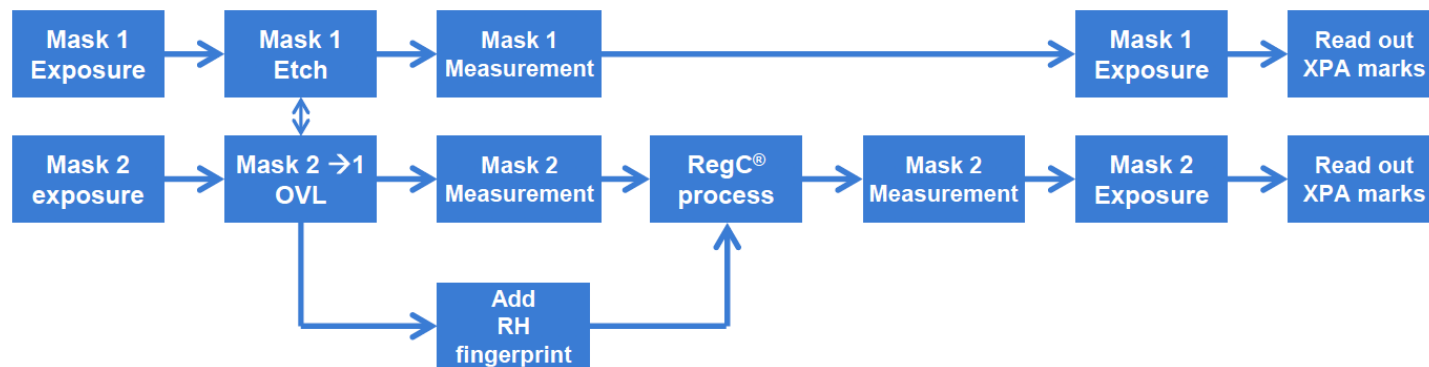 Mask 1
Exposure
Mask 1
Etch
Mask 1
Measurement
Mask 1
Exposure
Read out
XPA marks
Mask 2
exposure
Mask 2 →1
OVL
Mask 2
Measurement
RegC®
process
Mask 2
Measurement
Mask 2
Exposure
Read out
XPA marks
Add
RH
fingerprint